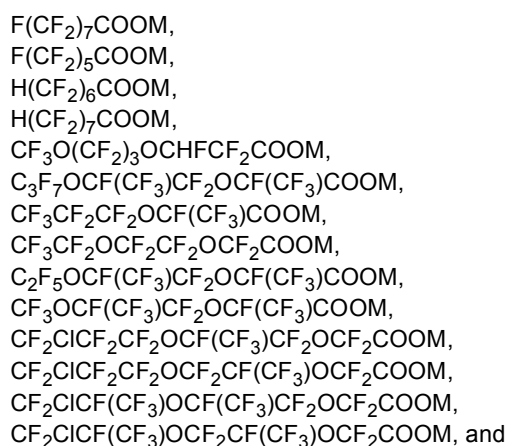 F(CF₂)₇COOM,
F(CF₂)₅COOM,
H(CF₂)₆COOM,
H(CF₂)₇COOM,
CF₃O(CF₂)₃OCHFCF₂COOM,
C₃F₇OCF(CF₃)CF₂OCF(CF₃)COOM,
CF₃CF₂CF₂OCF(CF₃)COOM,
CF₃CF₂OCF₂CF₂OCF₂COOM,
C₂F₅OCF(CF₃)CF₂OCF(CF₃)COOM,
CF₃OCF(CF₃)CF₂OCF(CF₃)COOM,
CF₂ClCF₂CF₂OCF(CF₃)CF₂OCF₂COOM,
CF₂ClCF₂CF₂OCF₂CF(CF₃)OCF₂COOM,
CF₂ClCF(CF₃)OCF(CF₃)CF₂OCF₂COOM,
CF₂ClCF(CF₃)OCF₂CF(CF₃)OCF₂COOM, and